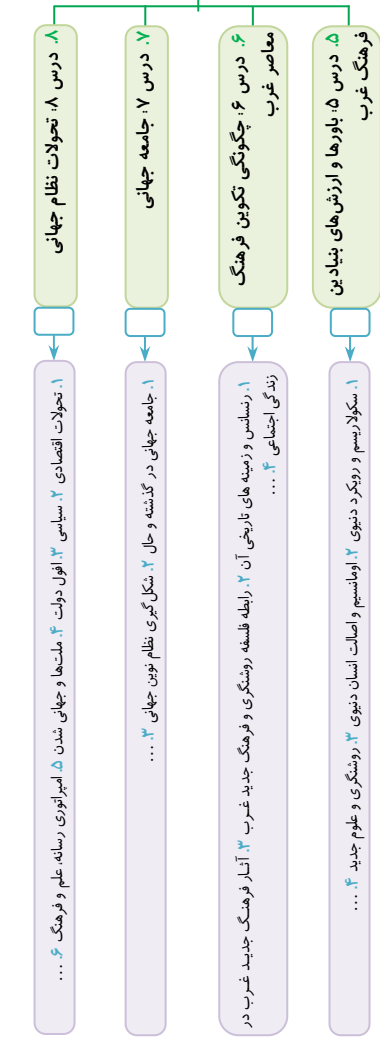 ۵. درس ۵: باورها و ارزش‌های بنیادین
فرهنگ غرب
۱. سکولاریسم و رویکرد دنیوی ۲. اومانسیم و اصالت انسان دنیوی ۳. روشنگری و علوم جدید ۴. ...
۶. درس ۶: چگونگی تکوین فرهنگ
معاصر غرب
۱. رنسانس و زمینه های تاریخی آن ۲. رابطه فلسفه روشنگری و فرهنگ جدید غرب ۳. آثار فرهنگ جدید غرب در
زندگی اجتماعی ۴. ...
۷. درس ۷: جامعه جهانی
۱. جامعه جهانی در گذشته و حال ۲. شکل‌گیری نظام نوین جهانی ۳. ...
۸. درس ۸: تحولات نظام جهانی
۱. تحولات اقتصادی ۲. سیاسی ۳. افول دولت ۴. ملت‌ها و جهانی شدن ۵. امپراتوری رسانه، علم و فرهنگ ۶. ...